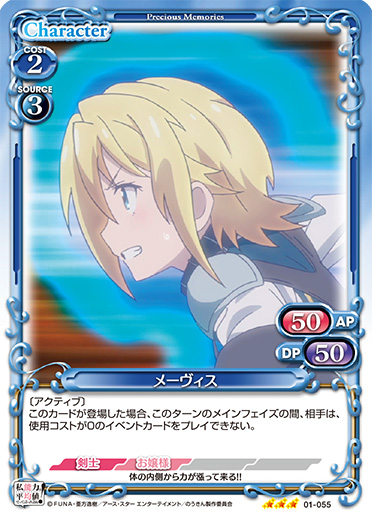 Precious Memories
Character
COST
2
SOURCE
3
50 AP
DP 50
メーヴィス
[アクティブ]
このカードが登場した場合、このターンのメインフェイズの間、相手は、
使用コストが0のイベントカードをプレイできない。
剣士 お嬢様
体の内側から力が漲って来る!!
私、能力
平均値
©FUNA・亜方逸樹/アース・スター エンターテイメント/のうきん製作委員会
01-055